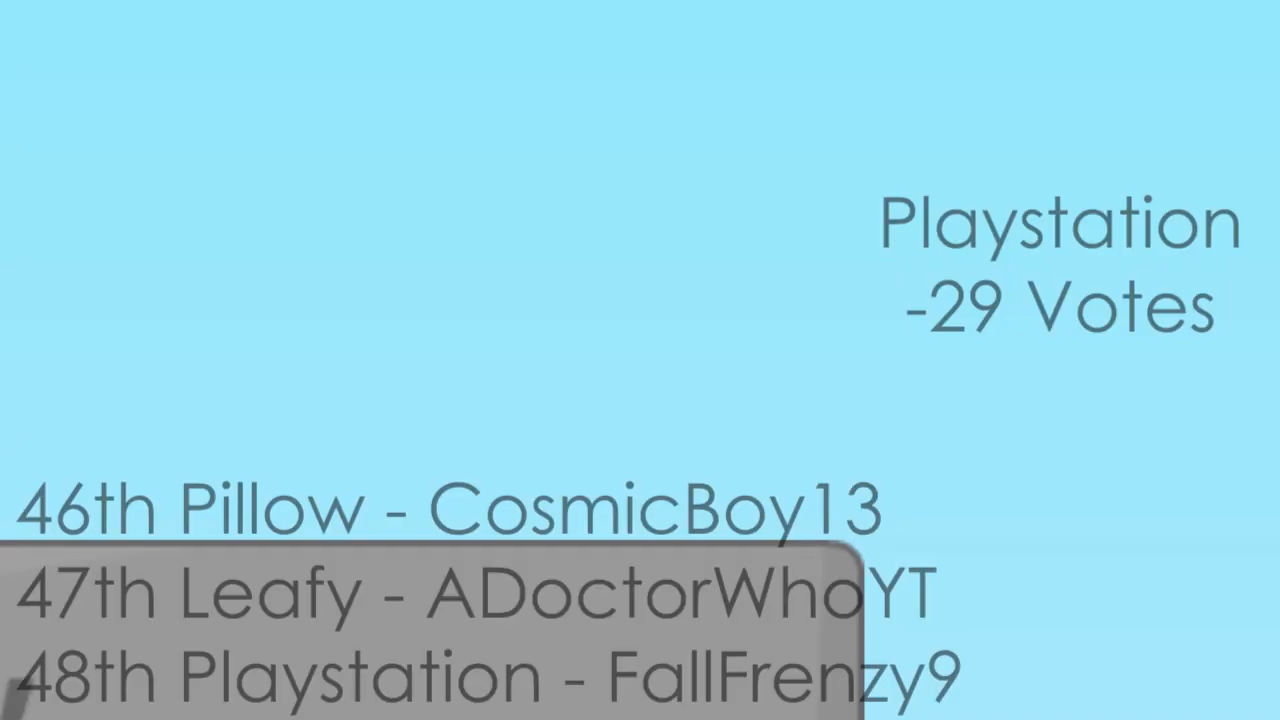 Playstation
-29 Votes
46th Pillow - CosmicBoy13
47th Leafy - ADoctorWhoYT
48th Playstation - FallFrenzy9